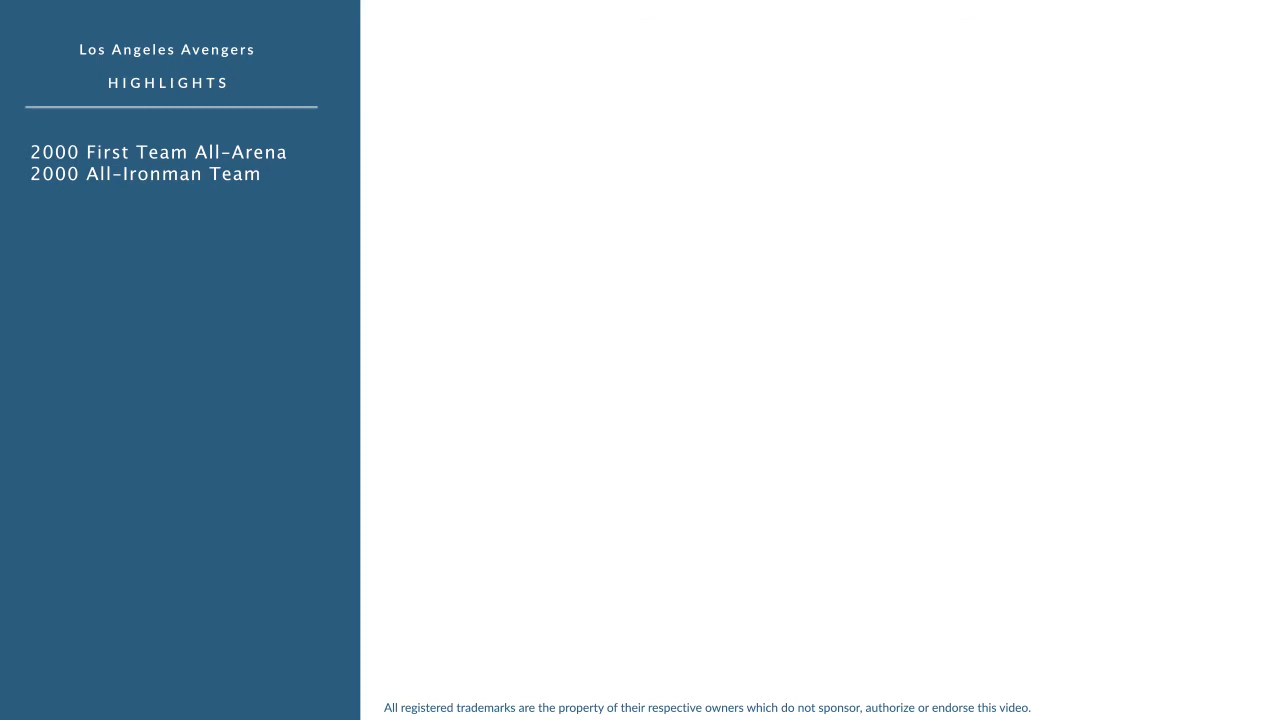 Los Angeles Avengers
HIGHLIGHTS
2000 First Team All-Arena
2000 All-Ironman Team
All registered trademarks are the property of their respective owners which do not sponsor, authorize or endorse this video.